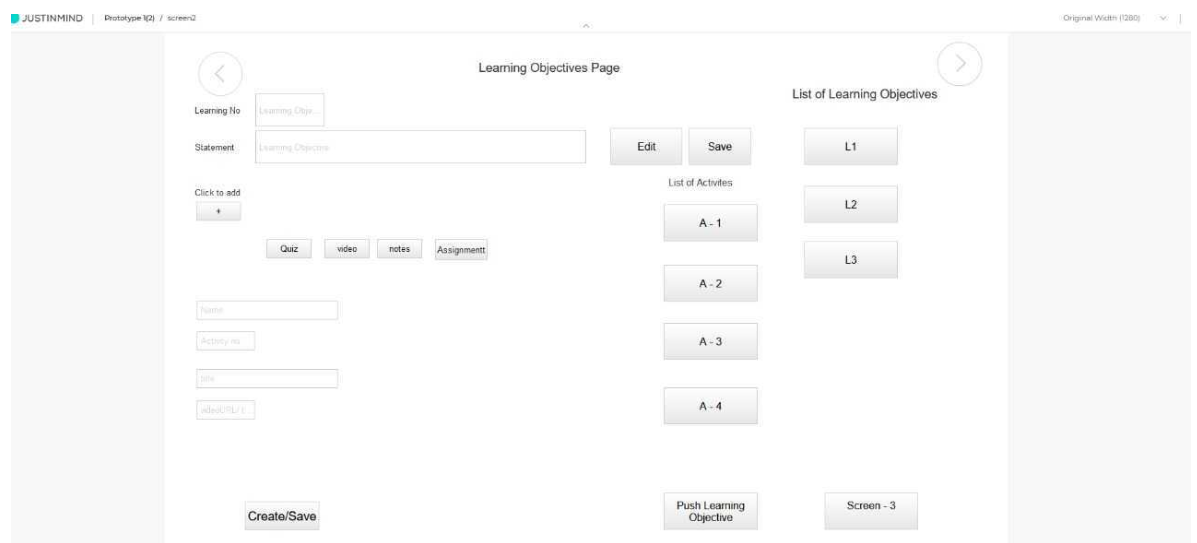 JUSTINMIND | Prototype 1(2) / screen2
Original Width (1280)
Learning Objectives Page
List of Learning Objectives
Learning No
Learning Obje...
Statement
Learning Objective
Edit
Save
L1
List of Activites
Click to add
+
L2
A - 1
Quiz
video
notes
Assignmentt
L3
A - 2
Name
Activity no
A - 3
A - 4
Create/Save
Push Learning
Objective
Screen - 3